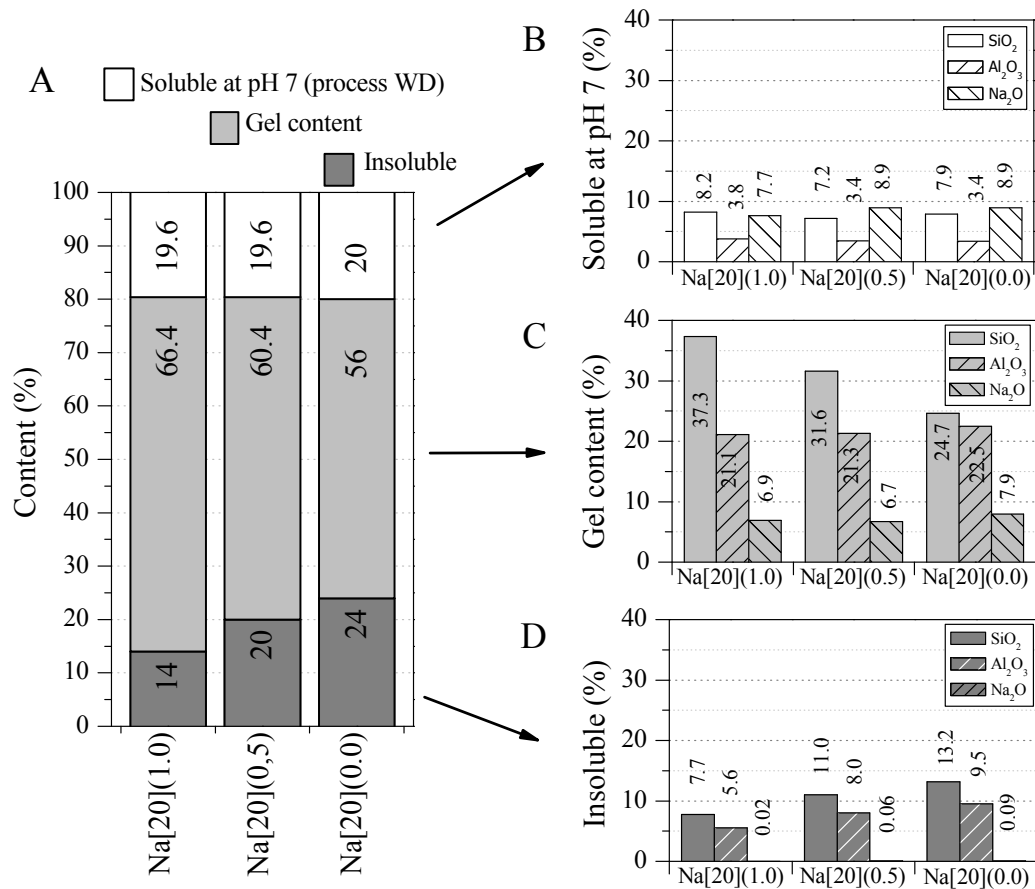 A
Soluble at pH 7 (process WD)
Gel content
Insoluble
Content (%)
100
90
80
70
60
50
40
30
20
10
0
19.6
19.6
20
66.4
60.4
56
14
20
24
Na[20](1.0)
Na[20](0,5)
Na[20](0.0)
B
Soluble at pH 7 (%)
40
30
20
10
0
SiO₂
Al₂O₃
Na₂O
8.2
3.8
7.7
7.2
3.4
8.9
7.9
3.4
8.9
Na[20](1.0)
Na[20](0.5)
Na[20](0.0)
C
Gel content (%)
40
30
20
10
0
SiO₂
Al₂O₃
Na₂O
37.3
21.1
6.9
31.6
21.3
6.7
24.7
22.5
7.9
Na[20](1.0)
Na[20](0.5)
Na[20](0.0)
D
Insoluble (%)
40
30
20
10
0
SiO₂
Al₂O₃
Na₂O
7.7
5.6
0.02
11.0
8.0
0.06
13.2
9.5
0.09
Na[20](1.0)
Na[20](0.5)
Na[20](0.0)